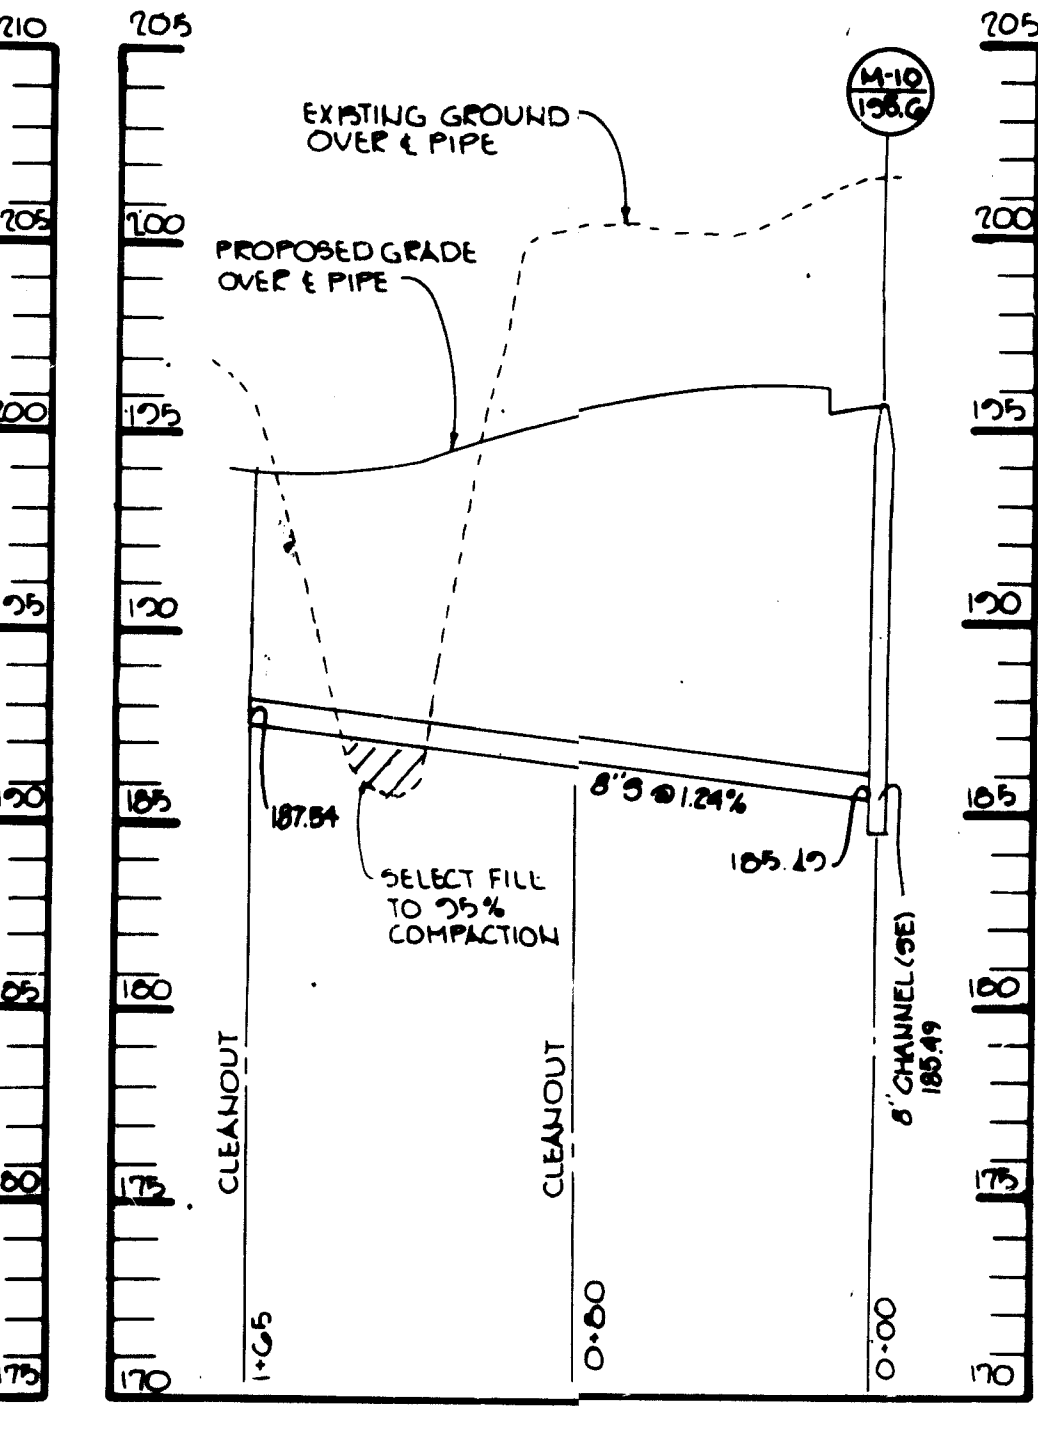 210
205
205
M-10
195.6
EXISTING GROUND
OVER ℄ PIPE
205
200
200
PROPOSED GRADE
OVER ℄ PIPE
200
195
195
195
190
190
190
185
185
187.54
8"S @ 1.24%
185.49
SELECT FILL
TO 95%
COMPACTION
8" CHANNEL (SE)
185.49
185
180
180
CLEANOUT
CLEANOUT
180
175
175
1+65
0+80
0+00
175
170
170